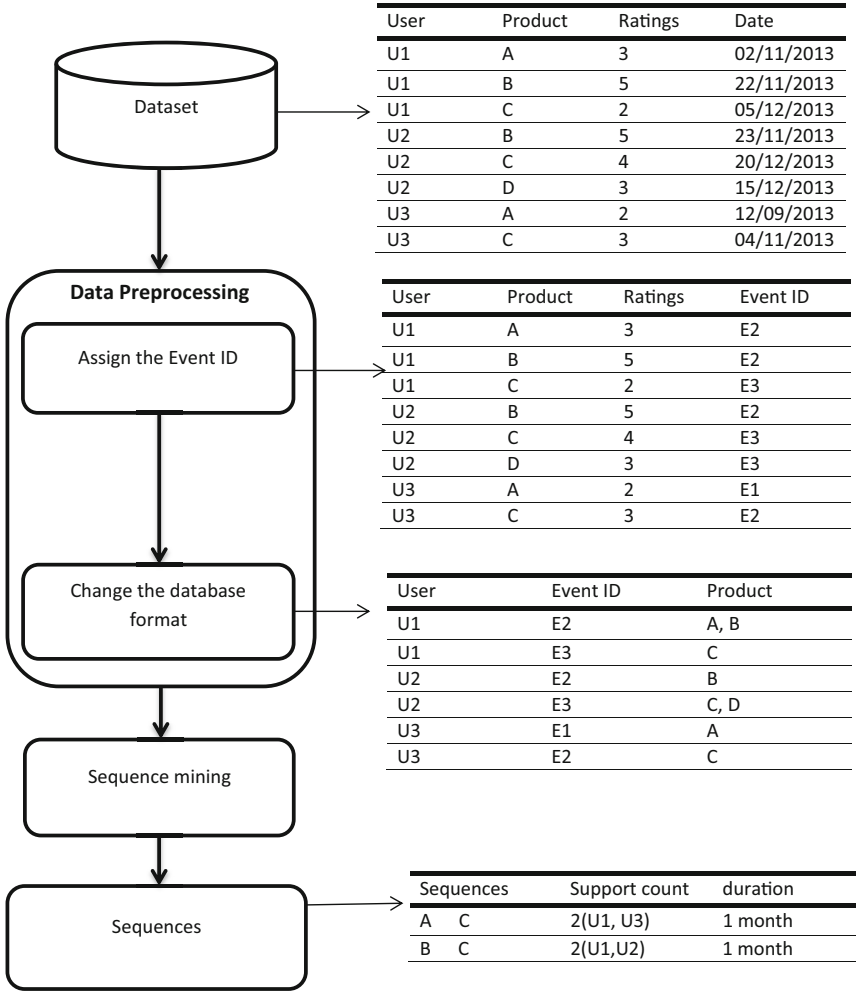 Dataset
User Product Ratings Date
U1 A 3 02/11/2013
U1 B 5 22/11/2013
U1 C 2 05/12/2013
U2 B 5 23/11/2013
U2 C 4 20/12/2013
U2 D 3 15/12/2013
U3 A 2 12/09/2013
U3 C 3 04/11/2013
Data Preprocessing
Assign the Event ID
User Product Ratings Event ID
U1 A 3 E2
U1 B 5 E2
U1 C 2 E3
U2 B 5 E2
U2 C 4 E3
U2 D 3 E3
U3 A 2 E1
U3 C 3 E2
Change the database
format
User Event ID Product
U1 E2 A, B
U1 E3 C
U2 E2 B
U2 E3 C, D
U3 E1 A
U3 E2 C
Sequence mining
Sequences
Sequences Support count duration
A C 2(U1, U3) 1 month
B C 2(U1,U2) 1 month